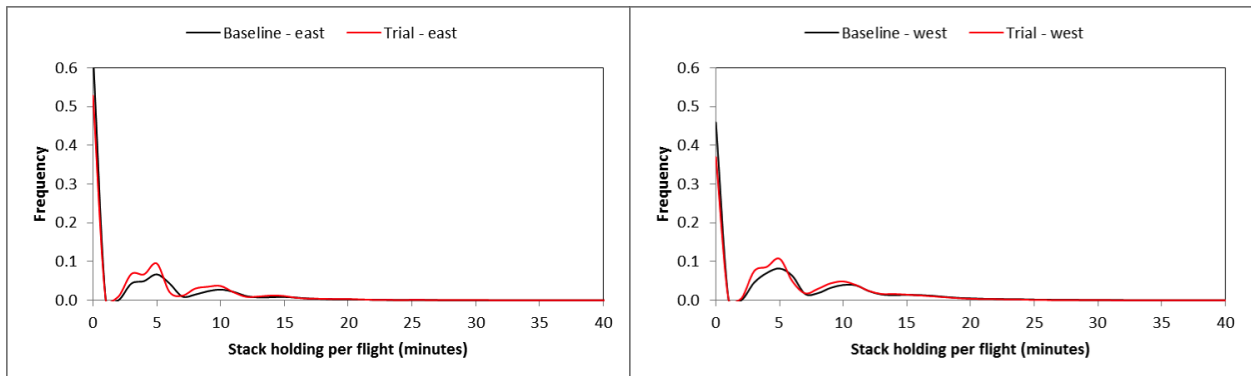 Baseline - east Trial - east
0.6
0.5
0.4
0.3
0.2
0.1
0.0
Frequency
0 5 10 15 20 25 30 35 40
Stack holding per flight (minutes)
Baseline - west Trial - west
0.6
0.5
0.4
0.3
0.2
0.1
0.0
Frequency
0 5 10 15 20 25 30 35 40
Stack holding per flight (minutes)